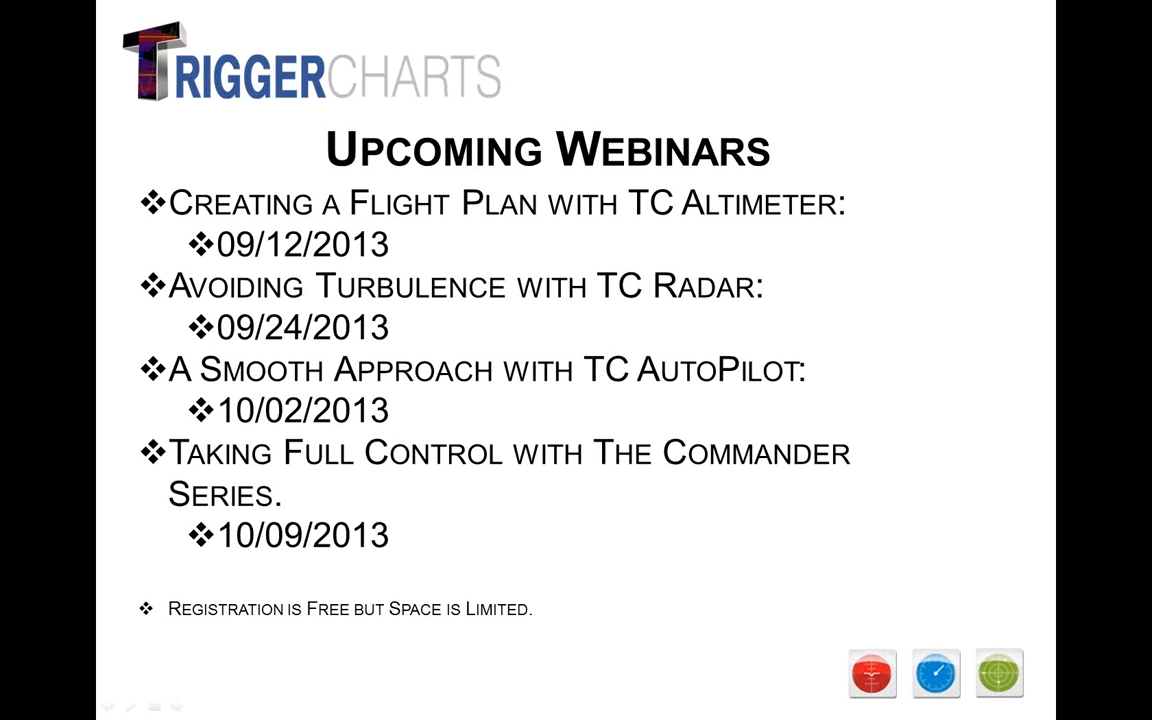 TRIGGERCHARTS
UPCOMING WEBINARS
❖CREATING A FLIGHT PLAN WITH TC ALTIMETER:
❖09/12/2013
❖AVOIDING TURBULENCE WITH TC RADAR:
❖09/24/2013
❖A SMOOTH APPROACH WITH TC AUTOPILOT:
❖10/02/2013
❖TAKING FULL CONTROL WITH THE COMMANDER
SERIES.
❖10/09/2013
❖ REGISTRATION IS FREE BUT SPACE IS LIMITED.